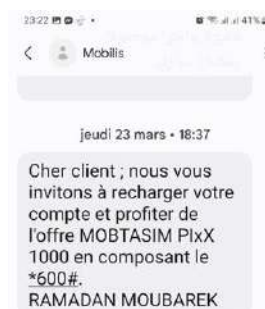 23:22
41%
Mobilis
jeudi 23 mars • 18:37
Cher client ; nous vous
invitons à recharger votre
compte et profiter de
l'offre MOBTASIM PIxX
1000 en composant le
*600#.
RAMADAN MOUBAREK